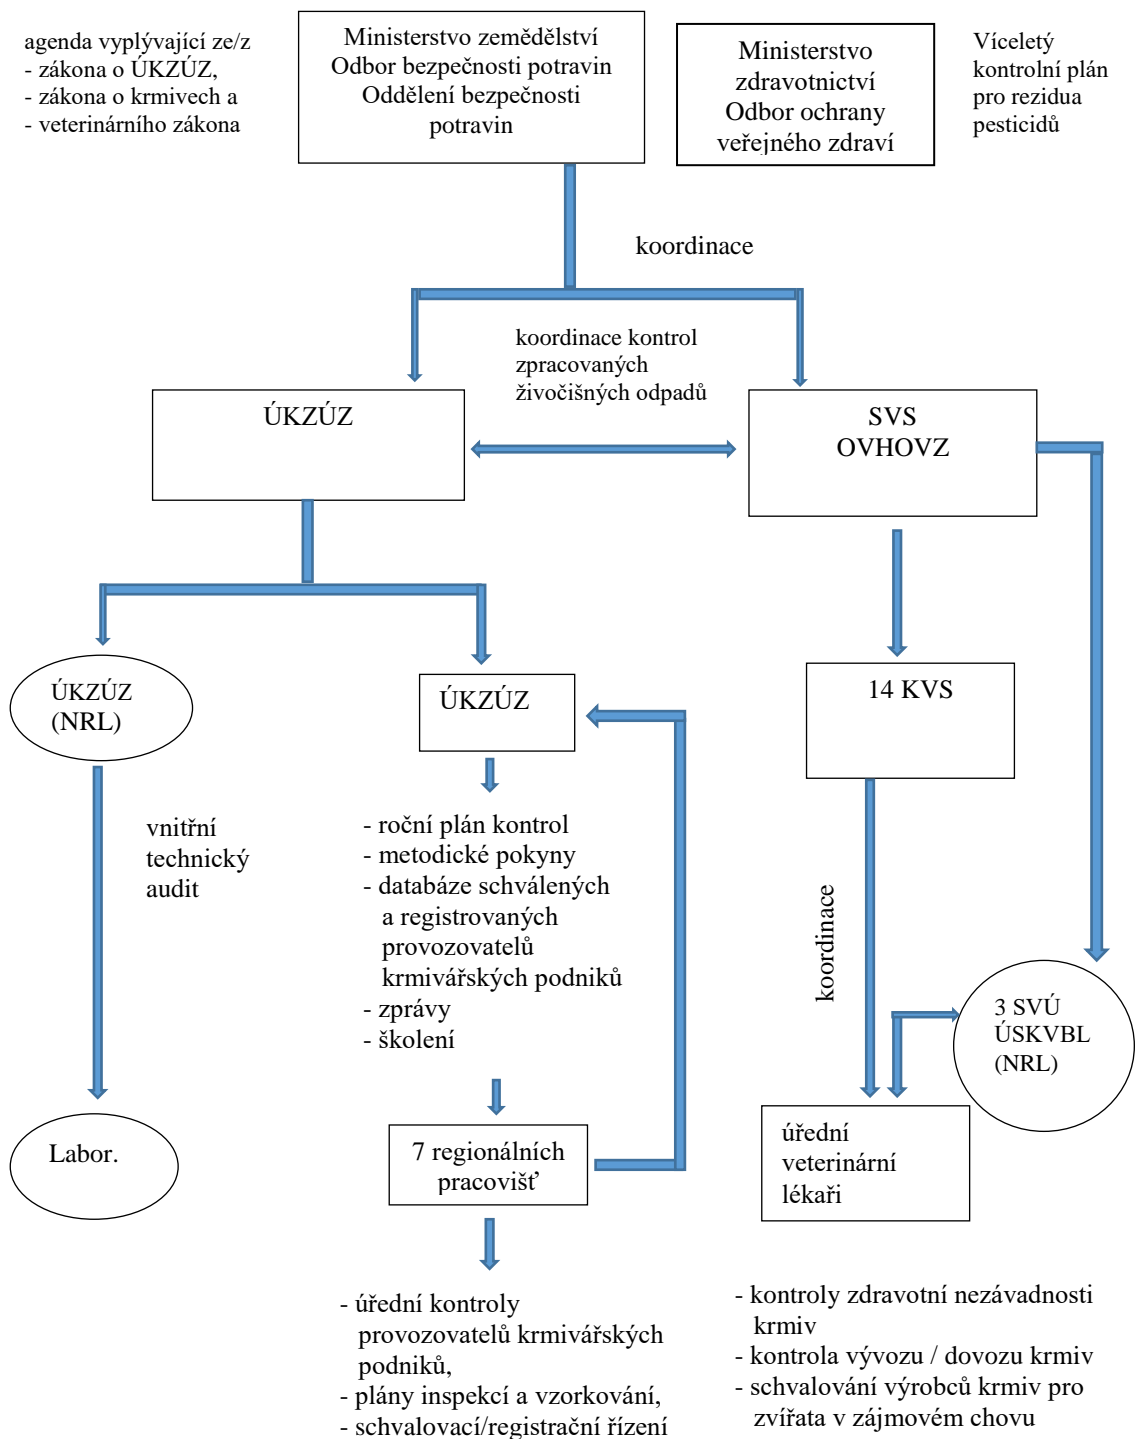 agenda vyplývající ze/z
- zákona o ÚKZÚZ,
- zákona o krmivech a
- veterinárního zákona
Ministerstvo zemědělství
Odbor bezpečnosti potravin
Oddělení bezpečnosti
potravin
Ministerstvo
zdravotnictví
Odbor ochrany
veřejného zdraví
Víceletý
kontrolní plán
pro rezidua
pesticidů
koordinace
koordinace kontrol
zpracovaných
živočišných odpadů
ÚKZÚZ
SVS
OVHOVZ
ÚKZÚZ
(NRL)
ÚKZÚZ
14 KVS
vnitřní
technický
audit
- roční plán kontrol
- metodické pokyny
- databáze schválených
a registrovaných
provozovatelů
krmivářských podniků
- zprávy
- školení
koordinace
3 SVÚ
ÚSKVBL
(NRL)
Labor.
7 regionálních
pracovišť
úřední
veterinární
lékaři
- úřední kontroly
provozovatelů krmivářských
podniků,
- plány inspekcí a vzorkování,
- schvalovací/registrační řízení
- kontroly zdravotní nezávadnosti
krmiv
- kontrola vývozu / dovozu krmiv
- schvalování výrobců krmiv pro
zvířata v zájmovém chovu